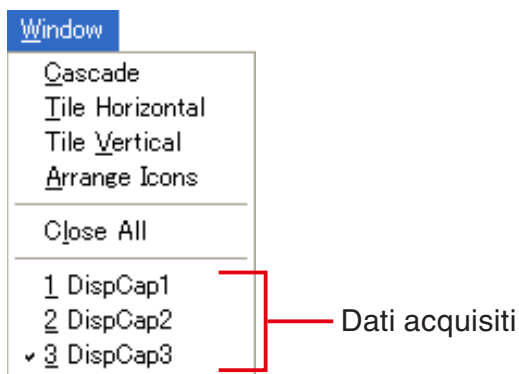 Window
Cascade
Tile Horizontal
Tile Vertical
Arrange Icons
Close All
1 DispCap1
2 DispCap2
✓ 3 DispCap3
Dati acquisiti